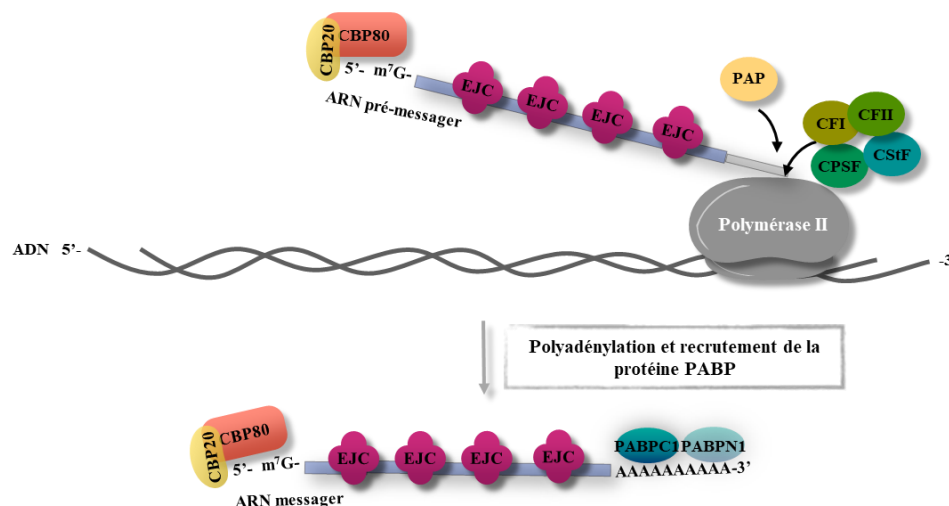 CBP20
CBP80
5'- m⁷G-
ARN pré-messager
EJC
EJC
EJC
EJC
PAP
CFI
CFII
CPSF
CStF
Polymérase II
ADN 5’-
-3
Polyadénylation et recrutement de la
protéine PABP
CBP20
CBP80
5'- m⁷G-
EJC
EJC
EJC
EJC
PABPC1
PABPN1
AAAAAAAAAA-3’
ARN messager